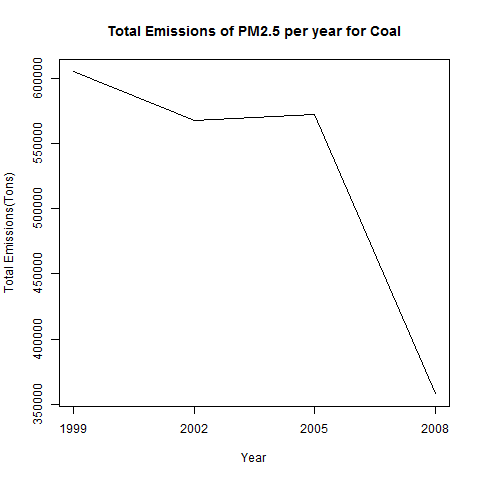 Total Emissions of PM2.5 per year for Coal
Total Emissions(Tons)
600000
550000
500000
450000
400000
350000
1999 2002 2005 2008
Year